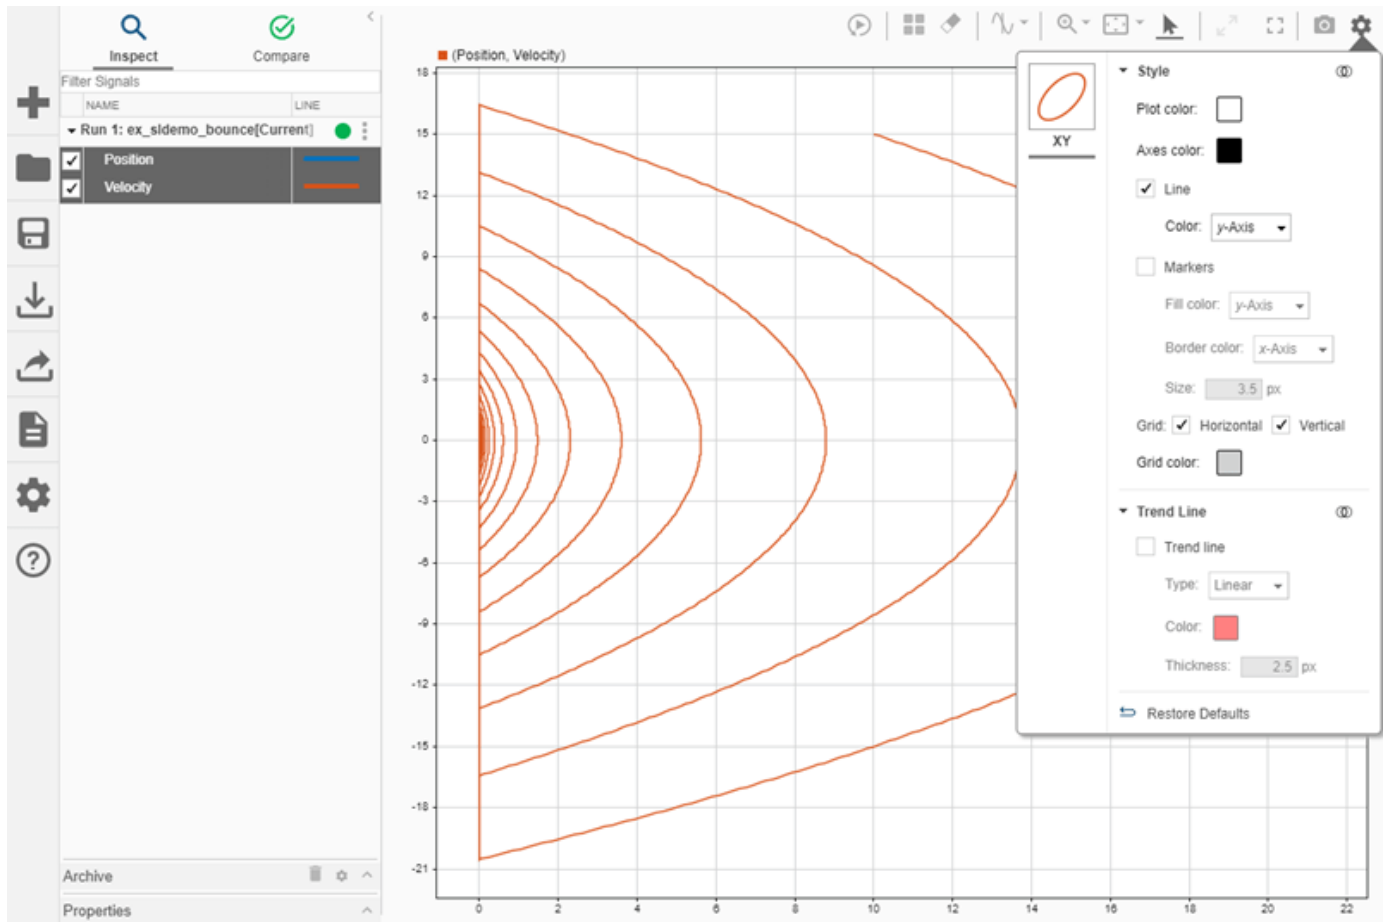 Inspect
Compare
Filter Signals
NAME
LINE
Run 1: ex_sldemo_bounce[Current]
Position
Velocity
Archive
Properties
(Position, Velocity)
18
15
12
9
6
3
0
-3
-6
-9
-12
-15
-18
-21
0
2
4
6
8
10
12
14
16
18
20
22
XY
Style
Plot color:
Axes color:
Line
Color: y-Axis
Markers
Fill color: y-Axis
Border color: x-Axis
Size: 3.5 px
Grid: Horizontal Vertical
Grid color:
Trend Line
Trend line
Type: Linear
Color:
Thickness: 2.5 px
Restore Defaults